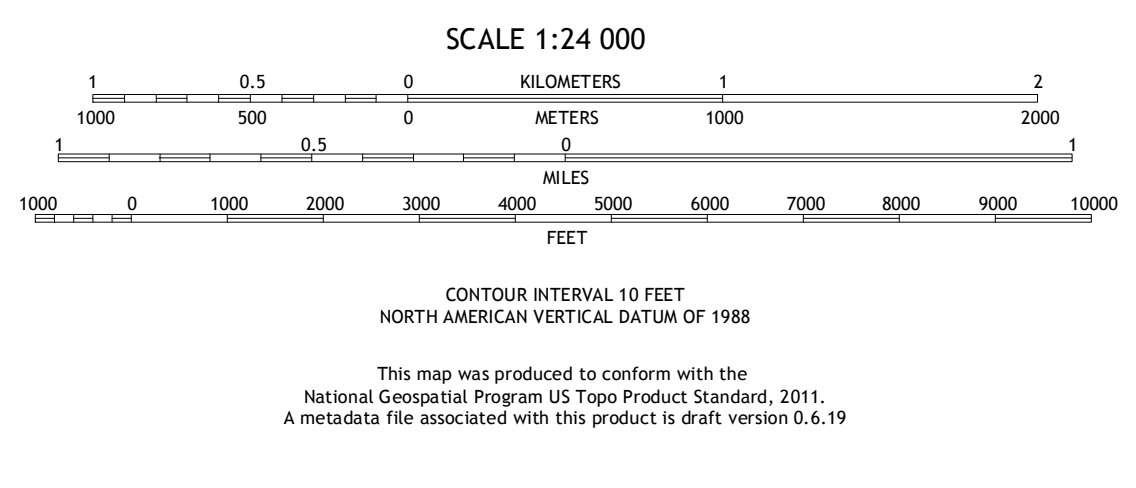 SCALE 1:24 000
1 0.5 0 KILOMETERS 1 2
1000 500 0 METERS 1000 2000
1 0.5 0 1
MILES
1000 0 1000 2000 3000 4000 5000 6000 7000 8000 9000 10000
FEET
CONTOUR INTERVAL 10 FEET
NORTH AMERICAN VERTICAL DATUM OF 1988
This map was produced to conform with the
National Geospatial Program US Topo Product Standard, 2011.
A metadata file associated with this product is draft version 0.6.19